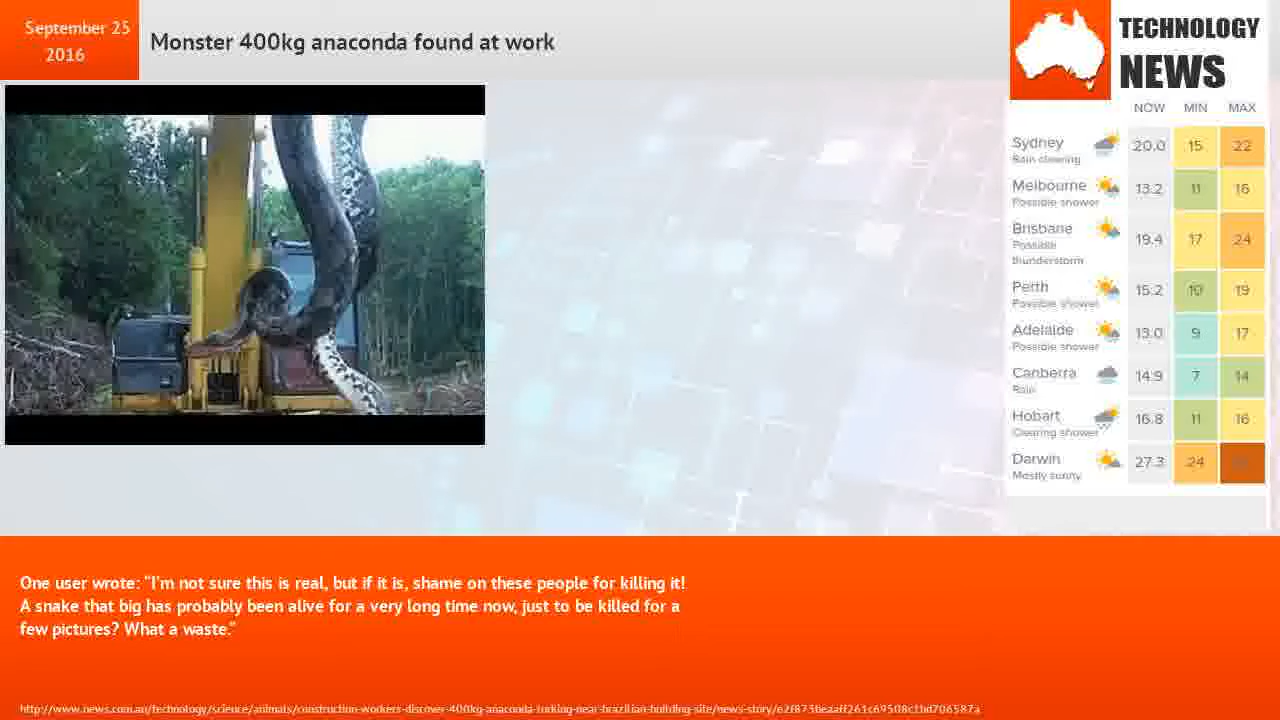 September 25
2016
Monster 400kg anaconda found at work
TECHNOLOGY
NEWS
NOW MIN MAX
Sydney 20.0 15 22
Rain clearing
Melbourne 13.2 11 16
Possible shower
Brisbane 19.4 17 24
Possible
thunderstorm
Perth 15.2 10 19
Possible shower
Adelaide 13.0 9 17
Possible shower
Canberra 14.9 7 14
Rain
Hobart 16.8 11 16
Clearing shower
Darwin 27.3 24
Mostly sunny
One user wrote: "I'm not sure this is real, but if it is, shame on these people for killing it!
A snake that big has probably been alive for a very long time now, just to be killed for a
few pictures? What a waste."